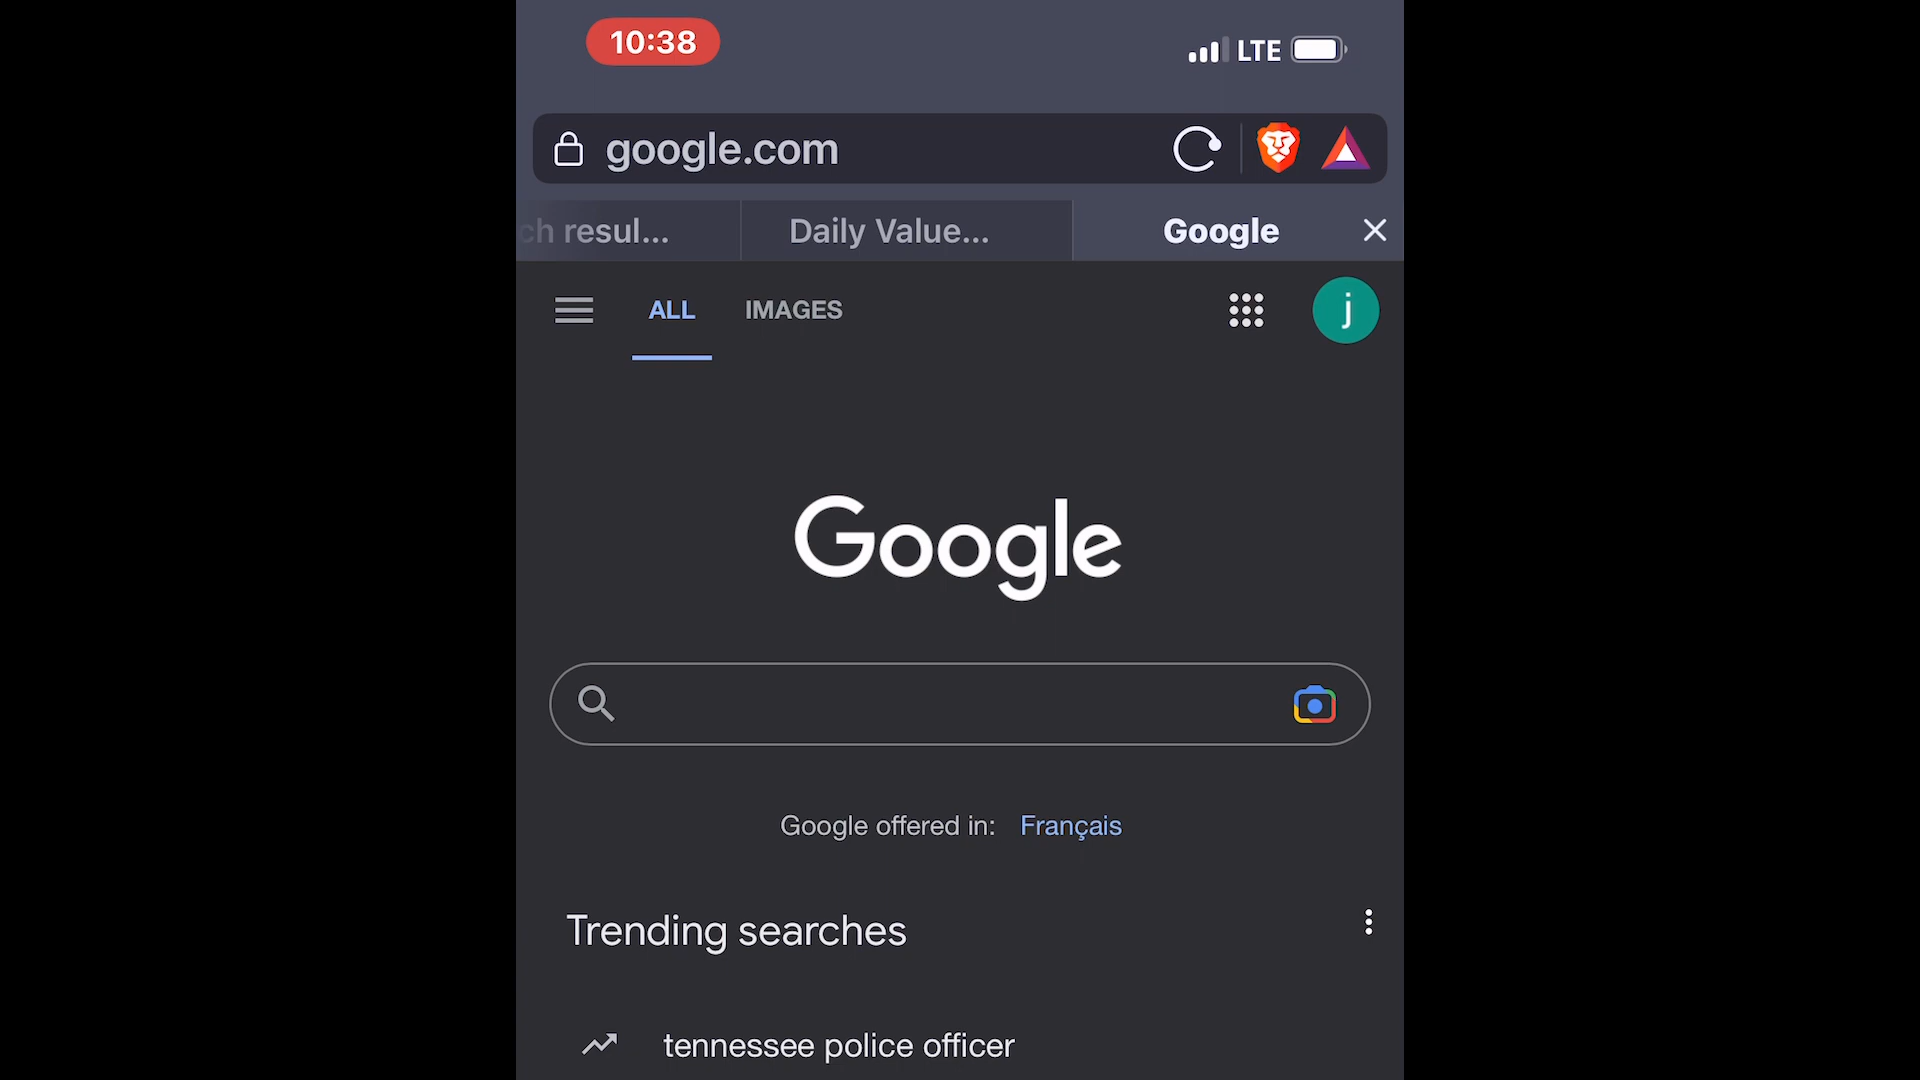 10:38 LTE
google.com
ch resul... Daily Value... Google
ALL IMAGES j
Google
Google offered in: Français
Trending searches
tennessee police officer